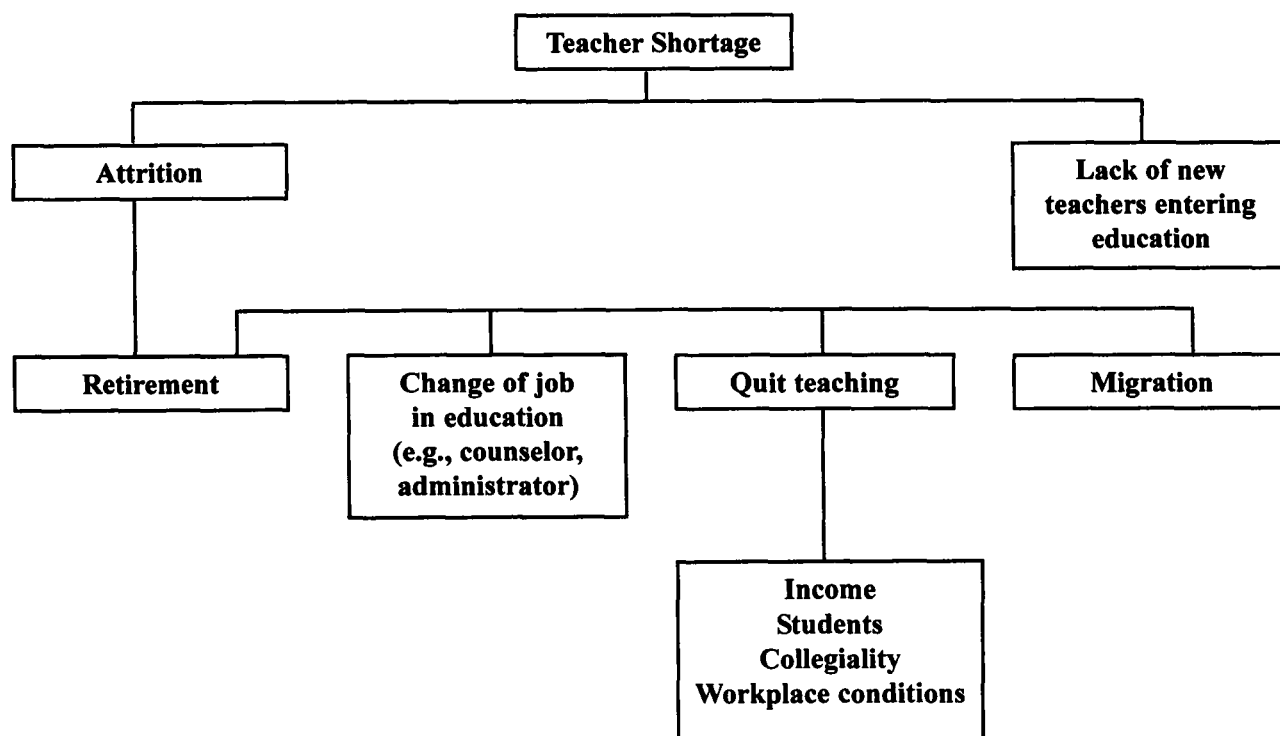 Teacher Shortage
Attrition
Lack of new
teachers entering
education
Retirement
Change of job
in education
(e.g., counselor,
administrator)
Quit teaching
Migration
Income
Students
Collegiality
Workplace conditions